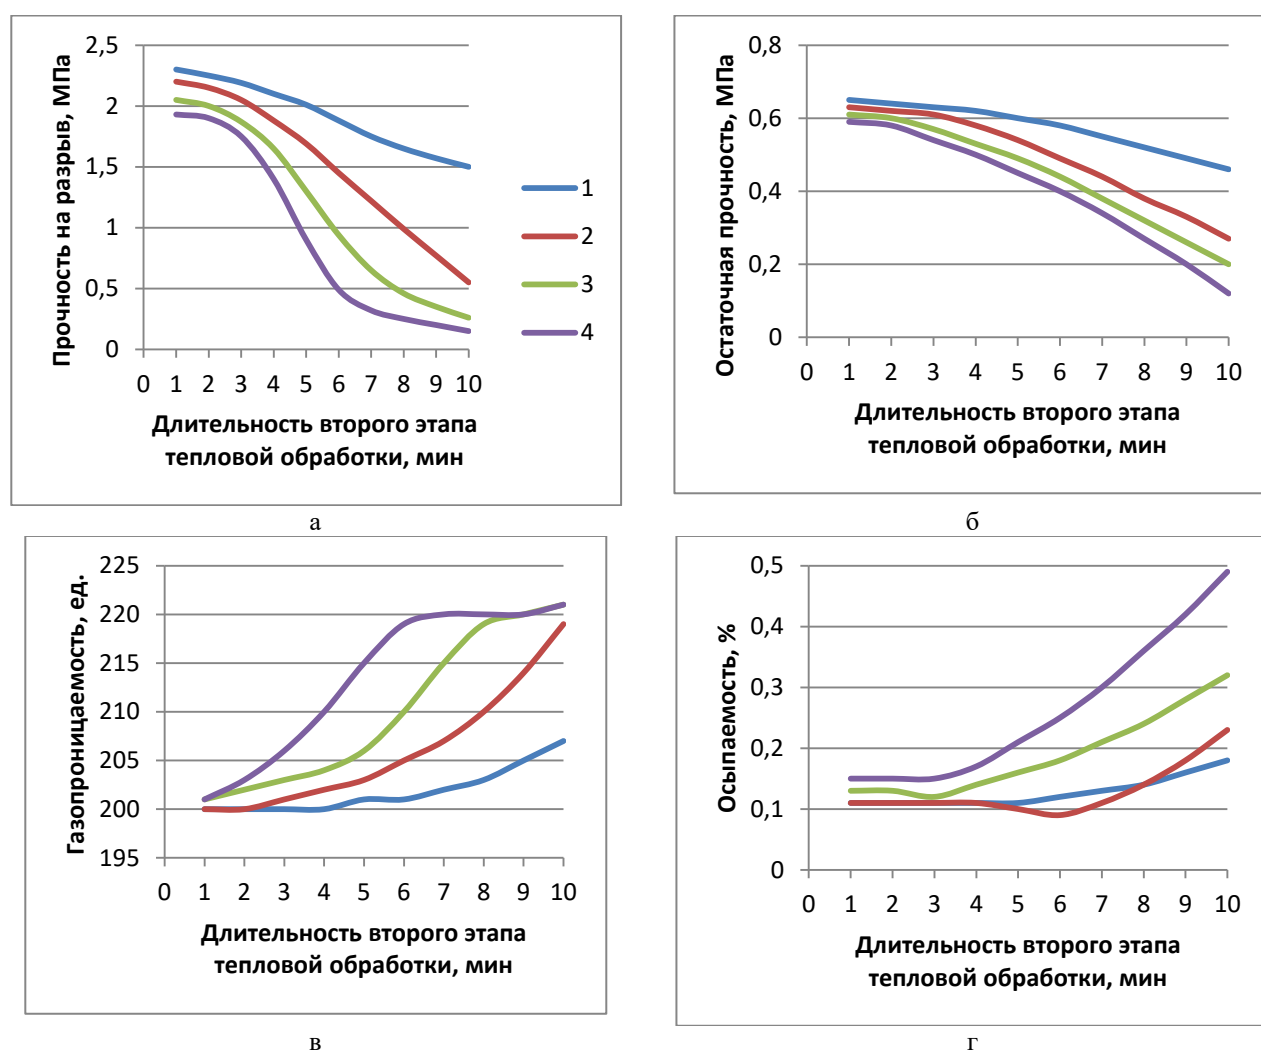 Прочность на разрыв, МПа
2,5
2
1,5
1
0,5
0
0 1 2 3 4 5 6 7 8 9 10
Длительность второго этапа
тепловой обработки, мин
1
2
3
4
а
Остаточная прочность, МПа
0,8
0,6
0,4
0,2
0
0 1 2 3 4 5 6 7 8 9 10
Длительность второго этапа
тепловой обработки, мин
б
Газопроницаемость, ед.
225
220
215
210
205
200
195
0 1 2 3 4 5 6 7 8 9 10
Длительность второго этапа
тепловой обработки, мин
в
Осыпаемость, %
0,5
0,4
0,3
0,2
0,1
0
0 1 2 3 4 5 6 7 8 9 10
Длительность второго этапа
тепловой обработки, мин
г